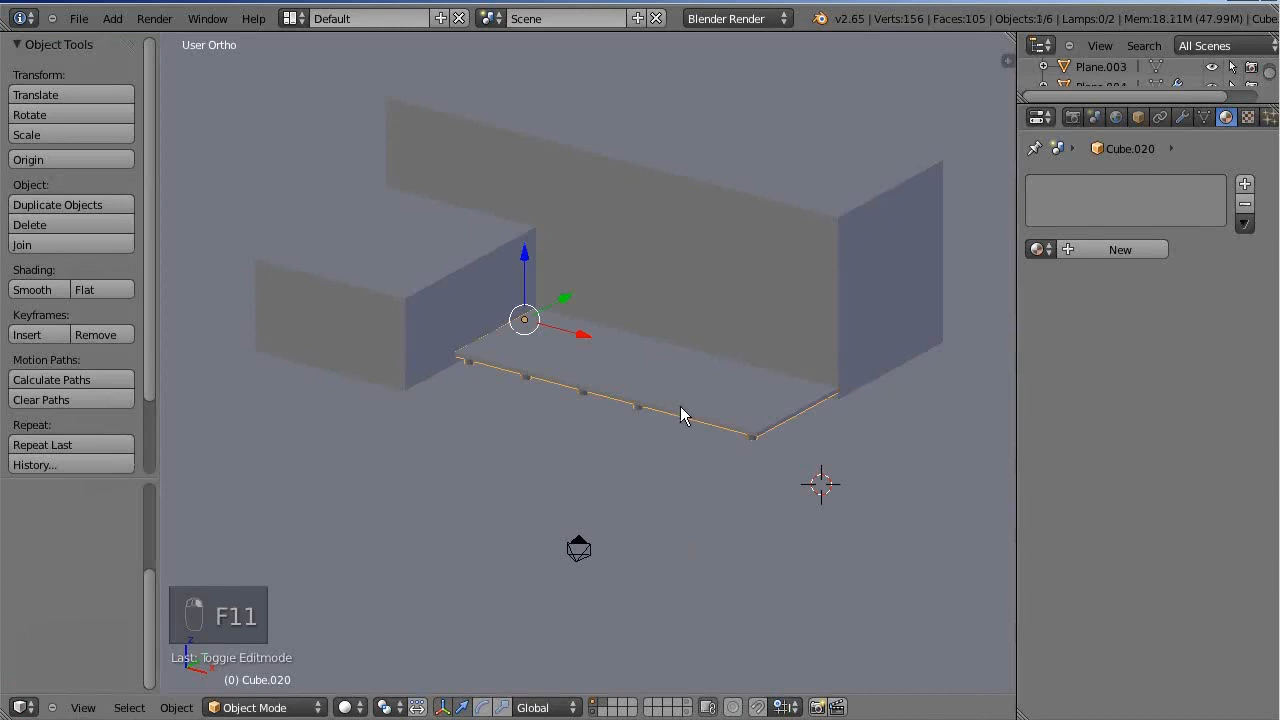 File Add Render Window Help Default Scene Blender Render v2.65 | Verts:156 | Faces:105 | Objects:1/6 | Lamps:0/2 | Mem:18.11M (47.99M) | Cube
Object Tools
User Ortho
View Search All Scenes
Plane.003
Transform:
Translate
Rotate
Scale
Cube.020
Origin
Object:
Duplicate Objects
Delete
Join
New
Shading:
Smooth Flat
Keyframes:
Insert Remove
Motion Paths:
Calculate Paths
Clear Paths
Repeat:
Repeat Last
History...
F11
z
Last: Toggle Editmode
(0) Cube.020
View Select Object Object Mode Global